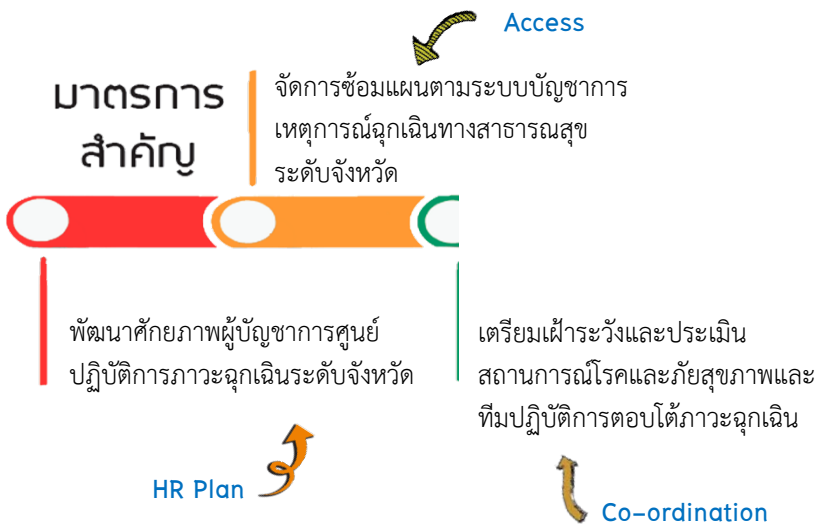 Access
มาตรการ
สำคัญ
จัดการซ้อมแผนตามระบบบัญชาการ
เหตุการณ์ฉุกเฉินทางสาธารณสุข
ระดับจังหวัด
พัฒนาศักยภาพผู้บัญชาการศูนย์
ปฏิบัติการภาวะฉุกเฉินระดับจังหวัด
เตรียมเฝ้าระวังและประเมิน
สถานการณ์โรคและภัยสุขภาพและ
ทีมปฏิบัติการตอบโต้ภาวะฉุกเฉิน
HR Plan
Co-ordination